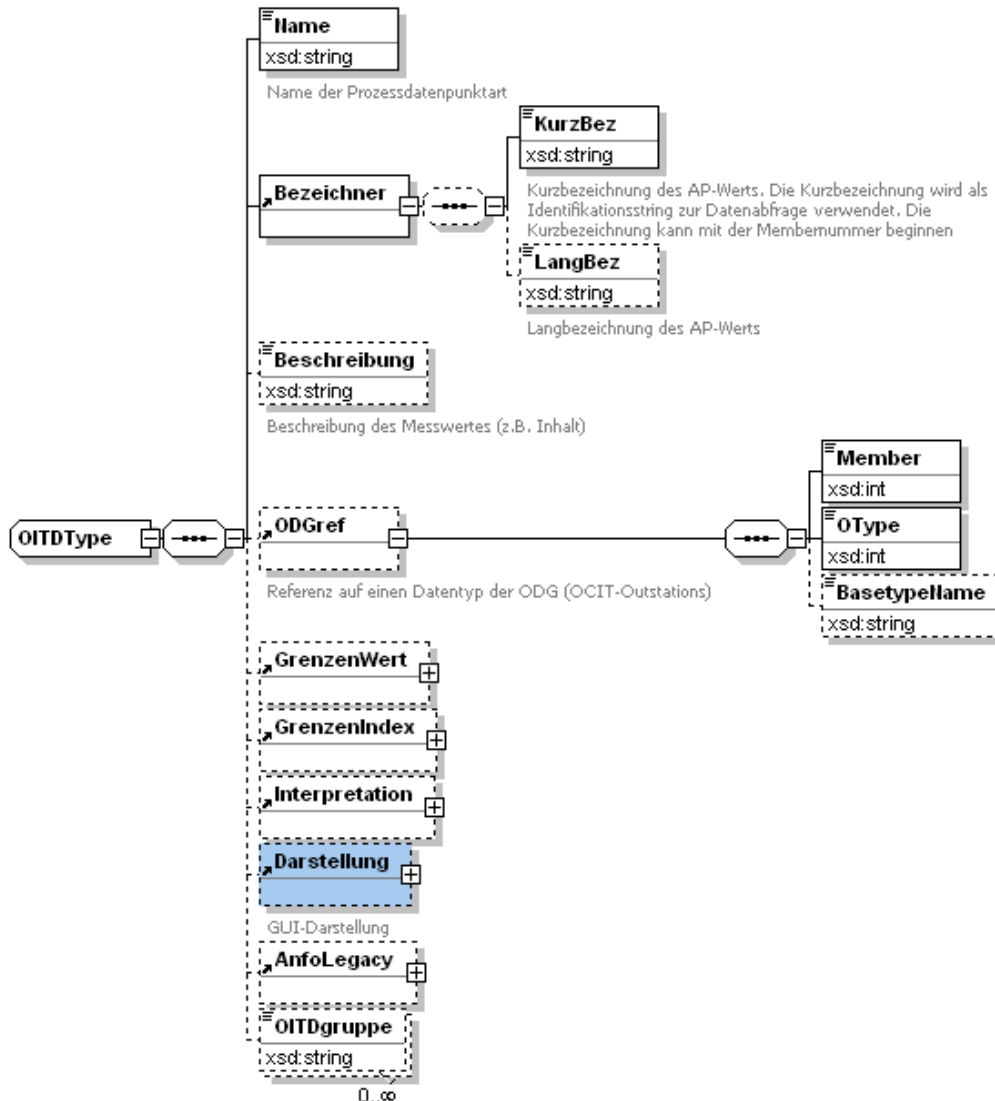 Name
xsd:string
Name der Prozessdatenpunktart
KurzBez
xsd:string
Kurzbezeichnung des AP-Werts. Die Kurzbezeichnung wird als
Identifikationsstring zur Datenabfrage verwendet. Die
Kurzbezeichnung kann mit der Membernummer beginnen
Bezeichner
LangBez
xsd:string
Langbezeichnung des AP-Werts
Beschreibung
xsd:string
Beschreibung des Messwertes (z.B. Inhalt)
Member
xsd:int
OITDType
ODGref
OType
xsd:int
Referenz auf einen Datentyp der ODG (OCIT-Outstations)
BasetypeName
xsd:string
GrenzenWert
GrenzenIndex
Interpretation
Darstellung
GUI-Darstellung
AnfoLegacy
OITDgruppe
xsd:string
0..∞